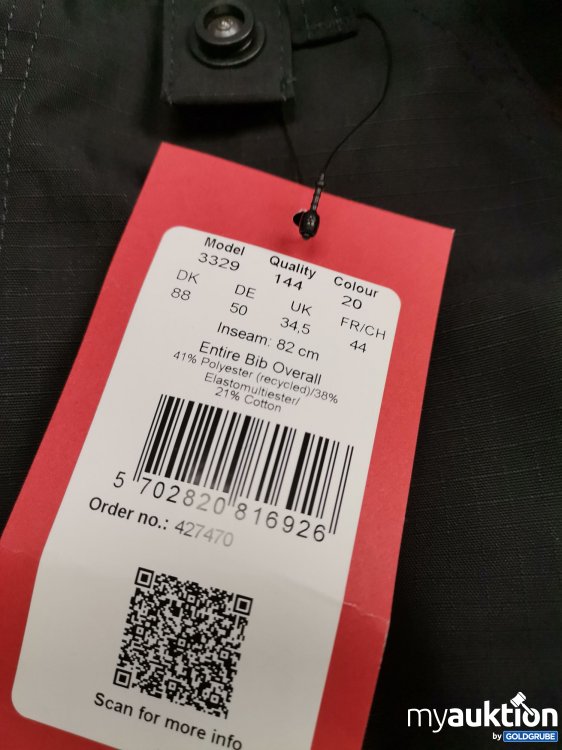 Model Quality Colour
3329 144 20
DK DE UK FR/CH
88 50 34,5 44
Inseam: 82 cm
Entire Bib Overall
41% Polyester (recycled)/38%
Elastomultiester/
21% Cotton
5 702820 816926
Order no.: 427470
Scan for more info
myauktion
by GOLDGRUBE